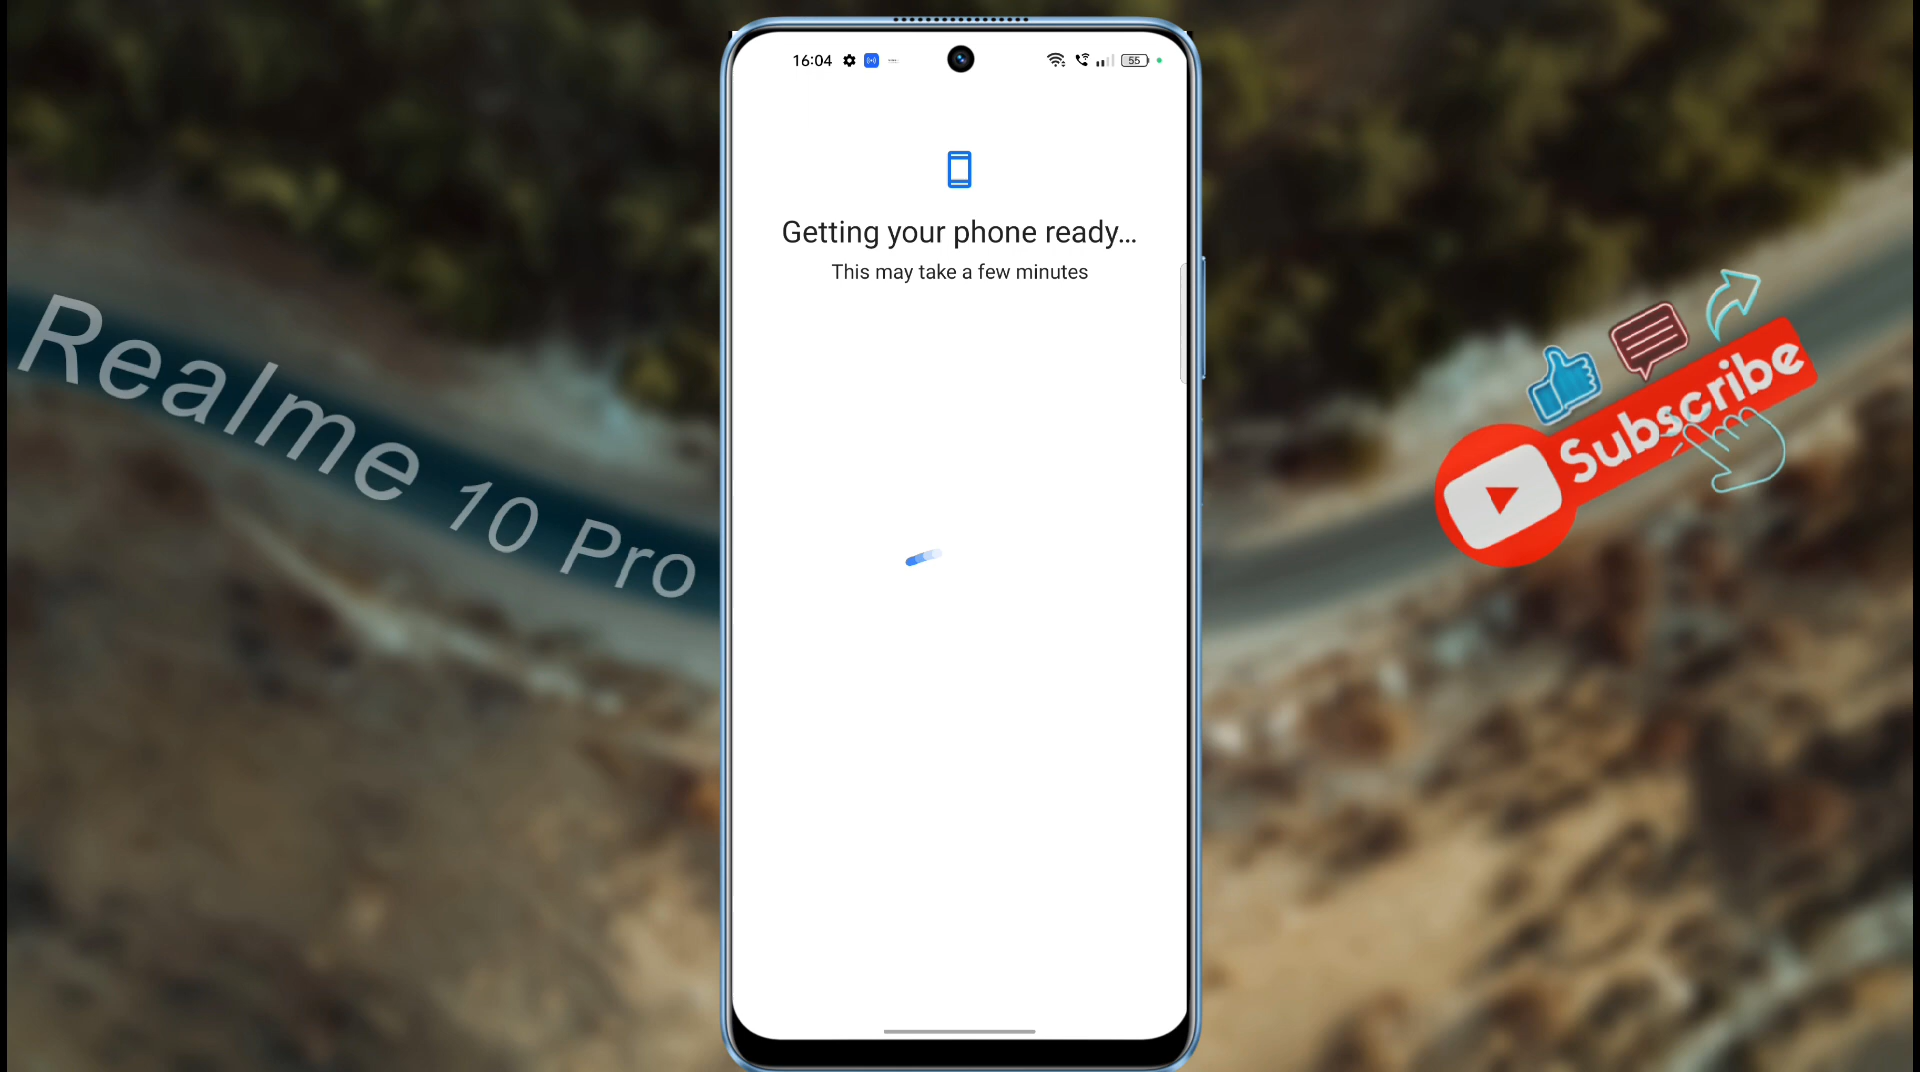 16:04
55
Getting your phone ready...
This may take a few minutes
Realme 10 Pro
Subscribe